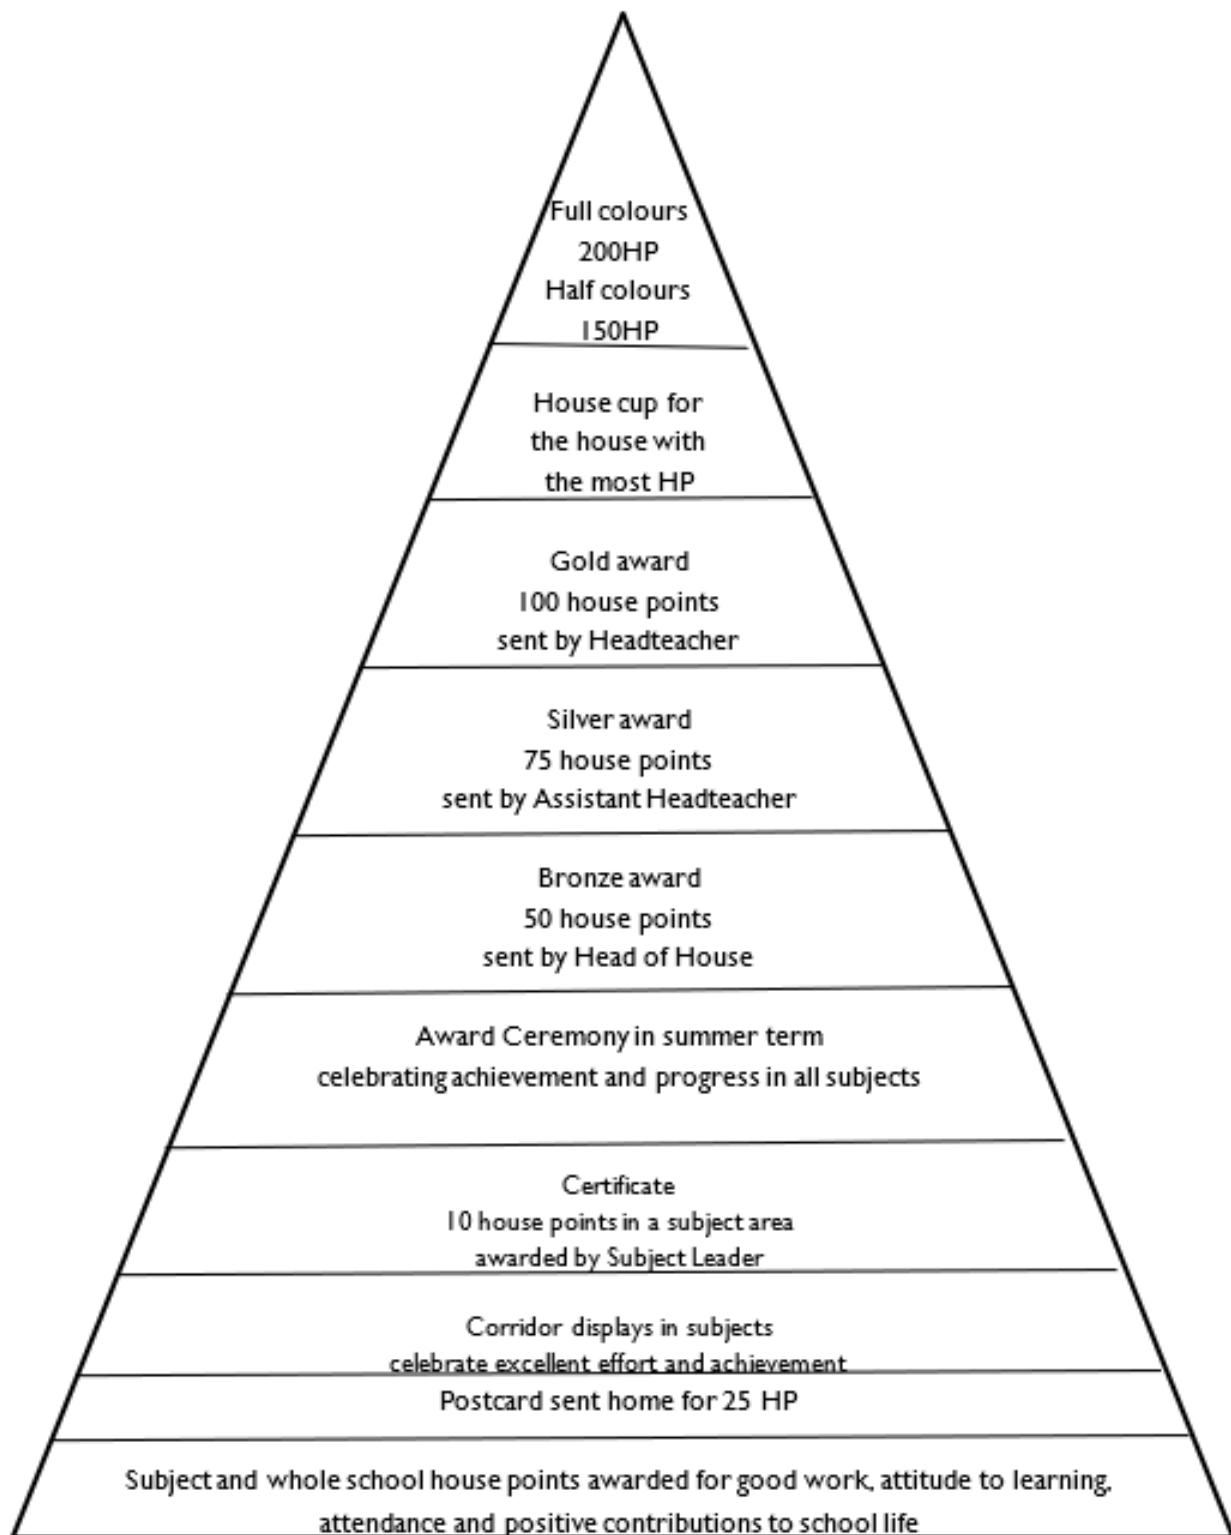 Full colours
200HP
Half colours
150HP
House cup for
the house with
the most HP
Gold award
100 house points
sent by Headteacher
Silver award
75 house points
sent by Assistant Headteacher
Bronze award
50 house points
sent by Head of House
Award Ceremony in summer term
celebrating achievement and progress in all subjects
Certificate
10 house points in a subject area
awarded by Subject Leader
Corridor displays in subjects
celebrate excellent effort and achievement
Postcard sent home for 25 HP
Subject and whole school house points awarded for good work, attitude to learning,
attendance and positive contributions to school life